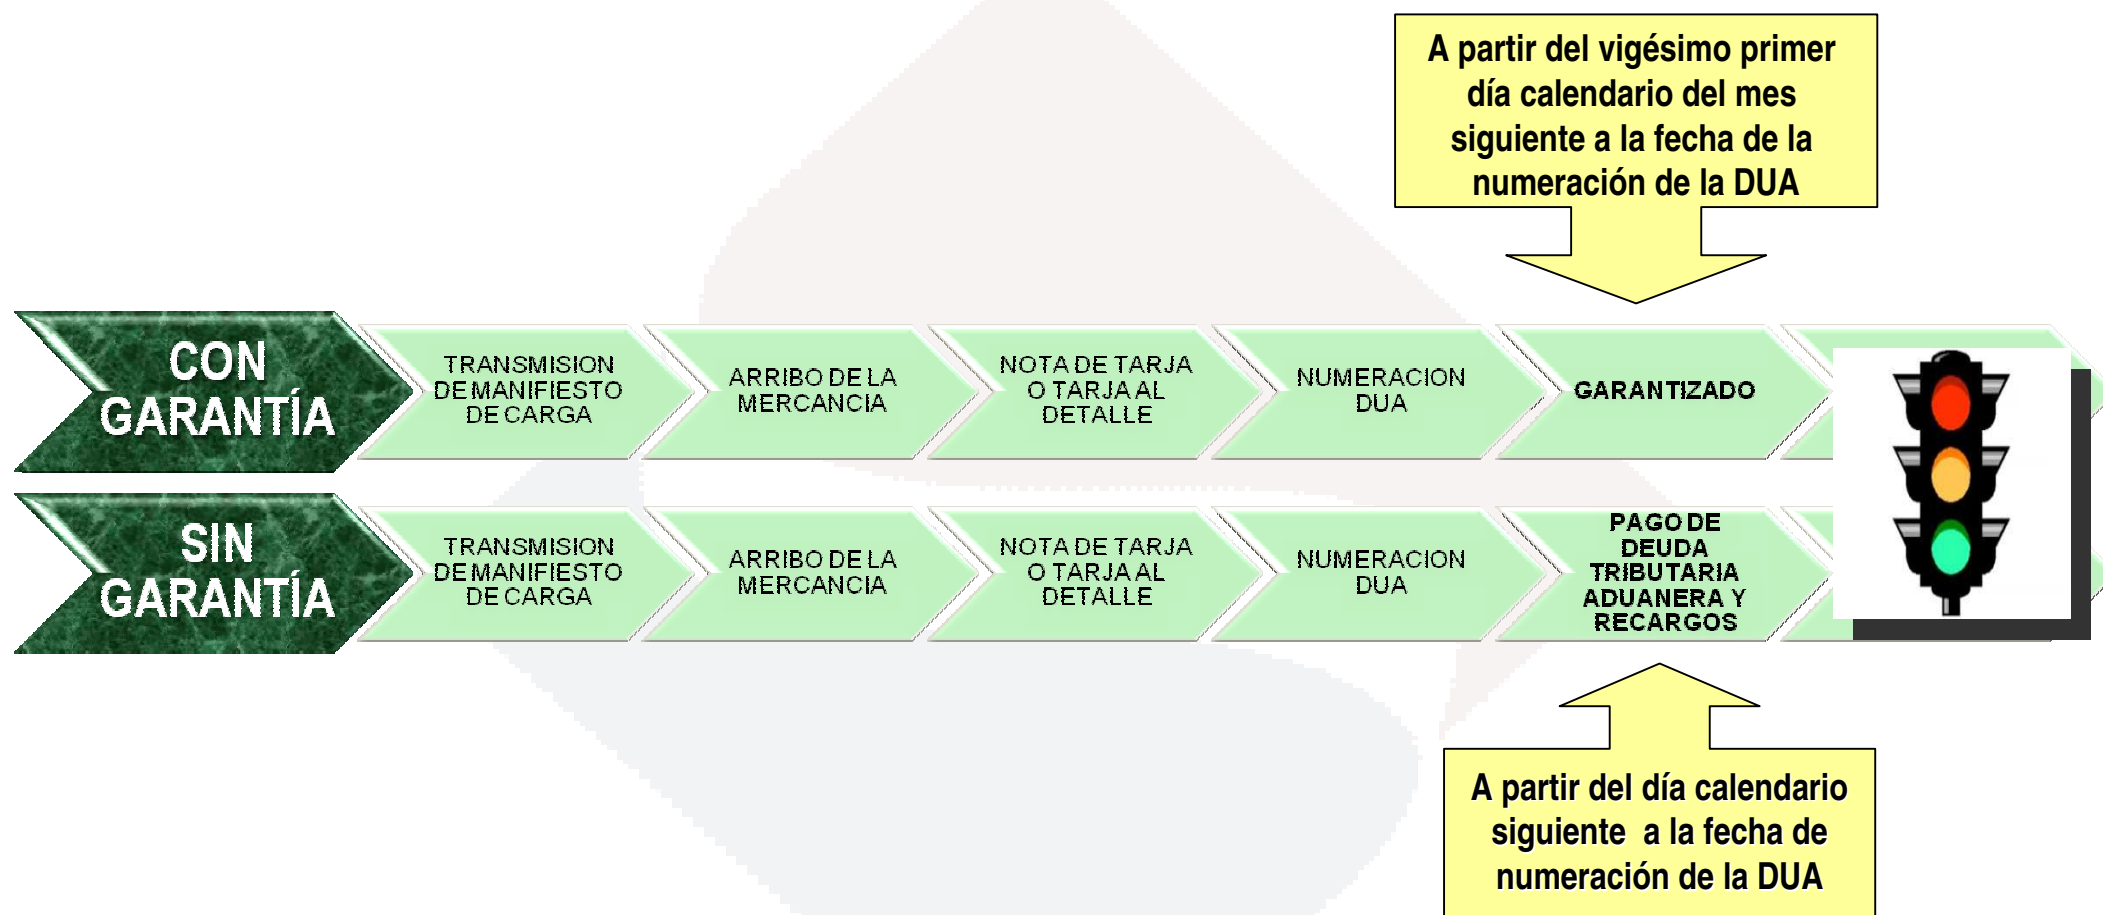 A partir del vigésimo primer
día calendario del mes
siguiente a la fecha de la
numeración de la DUA
CON
GARANTÍA
TRANSMISION
DE MANIFIESTO
DE CARGA
ARRIBO DE LA
MERCANCIA
NOTA DE TARJA
O TARJA AL
DETALLE
NUMERACION
DUA
GARANTIZADO
SIN
GARANTÍA
TRANSMISION
DE MANIFIESTO
DE CARGA
ARRIBO DE LA
MERCANCIA
NOTA DE TARJA
O TARJA AL
DETALLE
NUMERACION
DUA
PAGO DE
DEUDA
TRIBUTARIA
ADUANERA Y
RECARGOS
A partir del día calendario
siguiente a la fecha de
numeración de la DUA